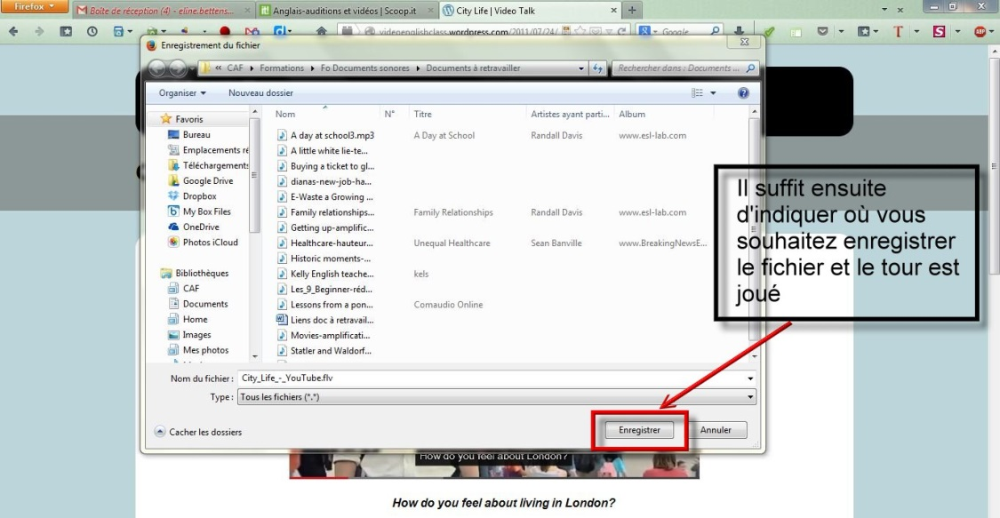 Firefox
Boîte de réception (4) - eline.bettens...
Anglais-auditions et vidéos | Scoop.it
City Life | Video Talk
videoenglishclass.wordpress.com/2011/07/24/
Google
Enregistrement du fichier
« CAF Formations Fo Documents sonores Documents à retravailler
Rechercher dans : Documents ...
Organiser Nouveau dossier
Nom N° Titre Artistes ayant parti... Album
Favoris
Bureau
Emplacements ré
Téléchargements
Google Drive
Dropbox
My Box Files
OneDrive
Photos iCloud
Bibliothèques
CAF
Documents
Home
Images
Mes photos
A day at school3.mp3 A Day at School Randall Davis www.esl-lab.com
A little white lie-te...
Buying a ticket to gl...
dianas-new-job-ha...
E-Waste a Growing ...
Family relationships... Family Relationships Randall Davis www.esl-lab.com
Getting up-amplific...
Healthcare-hauteur... Unequal Healthcare Sean Banville www.BreakingNewsE...
Historic moments-...
Kelly English teache... kels
Les_9_Beginner-réd...
Lessons from a pon... Comaudio Online
Liens doc à retravail...
Movies-amplificati...
Statler and Waldorf...
Nom du fichier : City_Life_-_YouTube.flv
Type : Tous les fichiers (*.*)
Cacher les dossiers
Enregistrer Annuler
Il suffit ensuite
d'indiquer où vous
souhaitez enregistrer
le fichier et le tour est
joué
How do you feel about London?
How do you feel about living in London?